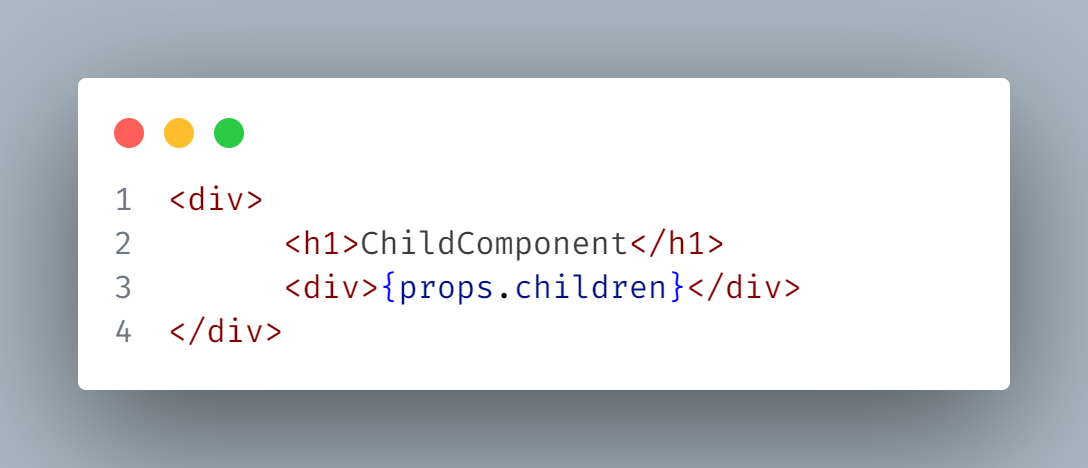 1 <div>
2 <h1>ChildComponent</h1>
3 <div>{props.children}</div>
4 </div>